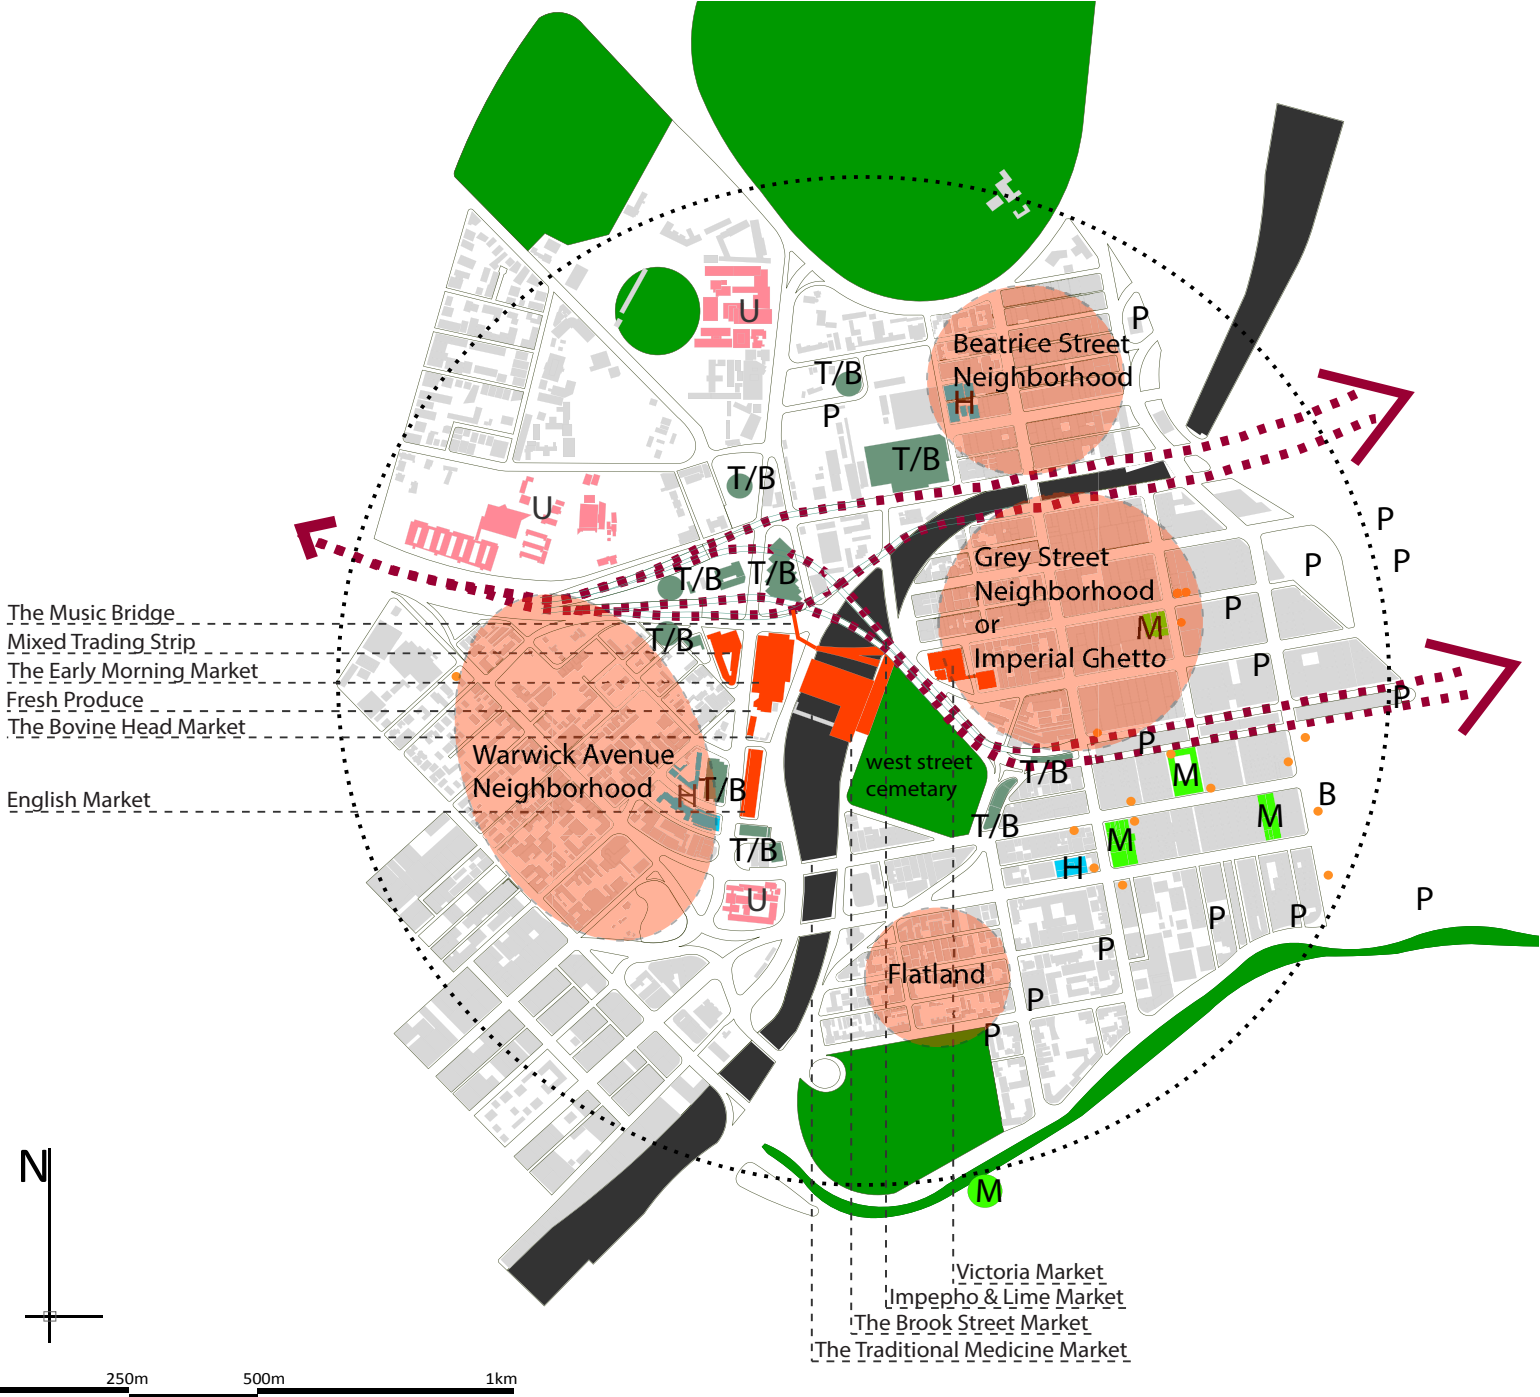 U
P
Beatrice Street
Neighborhood
T/B
H
P
T/B
T/B
U
P
P
P
Grey Street
Neighborhood
or
Imperial Ghetto
T/B
T/B
P
M
T/B
P
P
The Music Bridge
Mixed Trading Strip
The Early Morning Market
Fresh Produce
The Bovine Head Market
English Market
Warwick Avenue
Neighborhood
H
T/B
T/B
U
west street
cemetary
P
T/B
M
B
T/B
M
M
H
P
P
P
P
Flatland
P
P
M
N
Victoria Market
Impepho & Lime Market
The Brook Street Market
The Traditional Medicine Market
250m
500m
1km